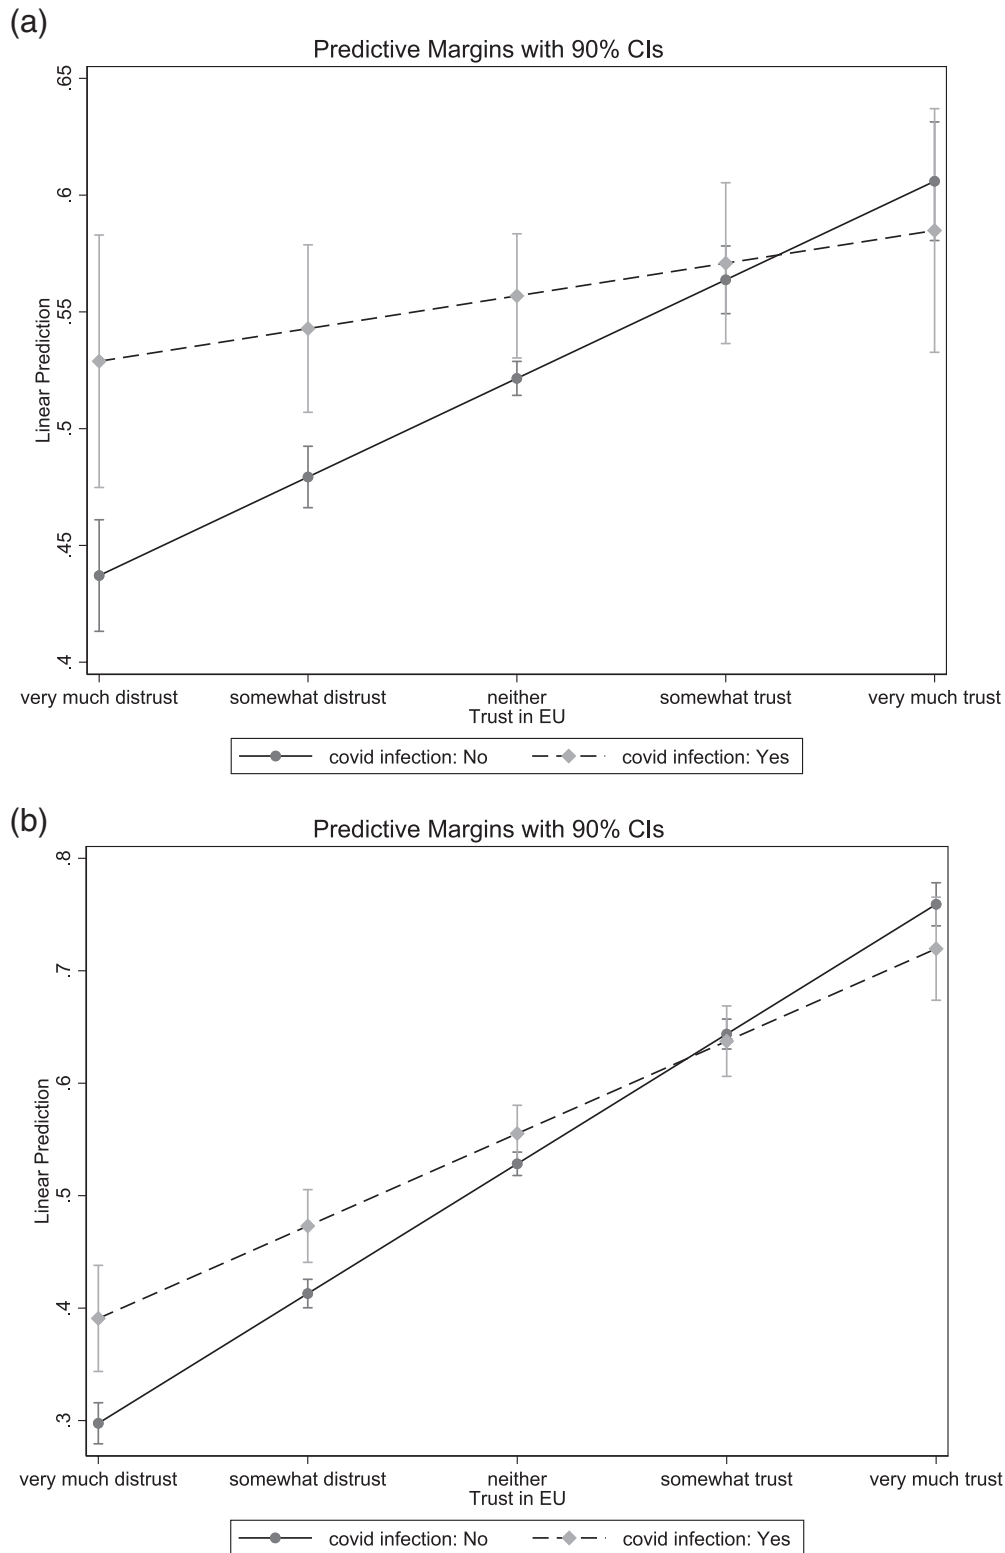 (a)
Predictive Margins with 90% CIs
.65
.6
.55
.5
.45
.4
Linear Prediction
very much distrust somewhat distrust neither somewhat trust very much trust
Trust in EU
covid infection: No covid infection: Yes
(b)
Predictive Margins with 90% CIs
.8
.7
.6
.5
.4
.3
Linear Prediction
very much distrust somewhat distrust neither somewhat trust very much trust
Trust in EU
covid infection: No covid infection: Yes